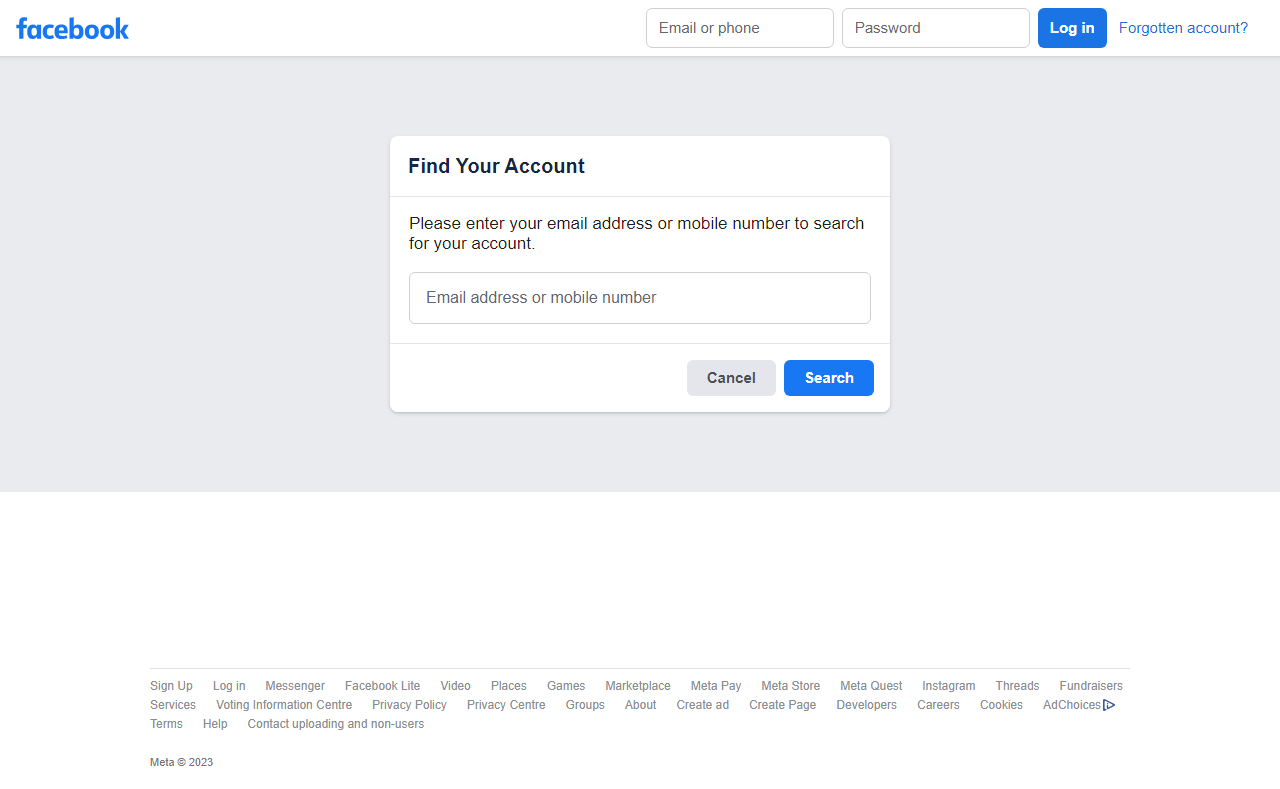 facebook
Email or phone
Password
Log in
Forgotten account?
Find Your Account
Please enter your email address or mobile number to search
for your account.
Email address or mobile number
Cancel
Search
Sign Up Log in Messenger Facebook Lite Video Places Games Marketplace Meta Pay Meta Store Meta Quest Instagram Threads Fundraisers
Services Voting Information Centre Privacy Policy Privacy Centre Groups About Create ad Create Page Developers Careers Cookies AdChoices
Terms Help Contact uploading and non-users
Meta © 2023